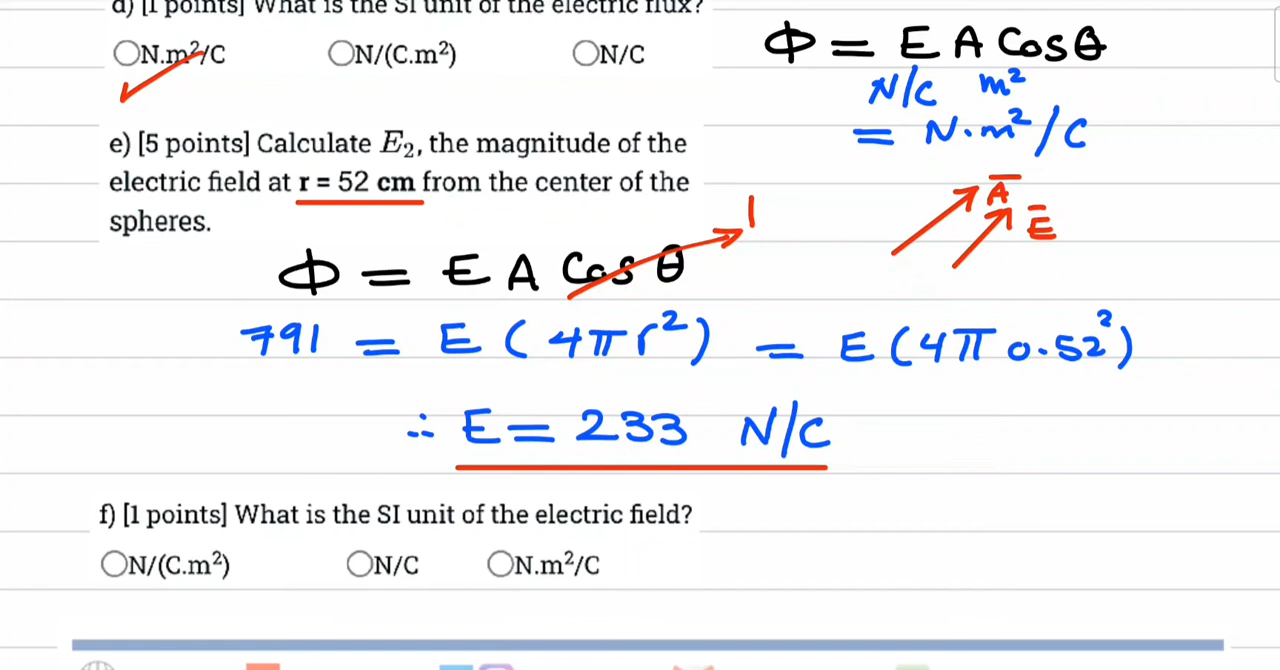 d) [1 points] What is the SI unit of the electric flux?
N.m²/C N/(C.m²) N/C
Φ = E A Cosθ
N/C m²
= N.m²/C
e) [5 points] Calculate E₂, the magnitude of the
electric field at r = 52 cm from the center of the
spheres.
A
E
Φ = E A Cos θ 1
791 = E ( 4π r² ) = E ( 4π 0.52² )
∴ E = 233 N/C
f) [1 points] What is the SI unit of the electric field?
N/(C.m²) N/C N.m²/C